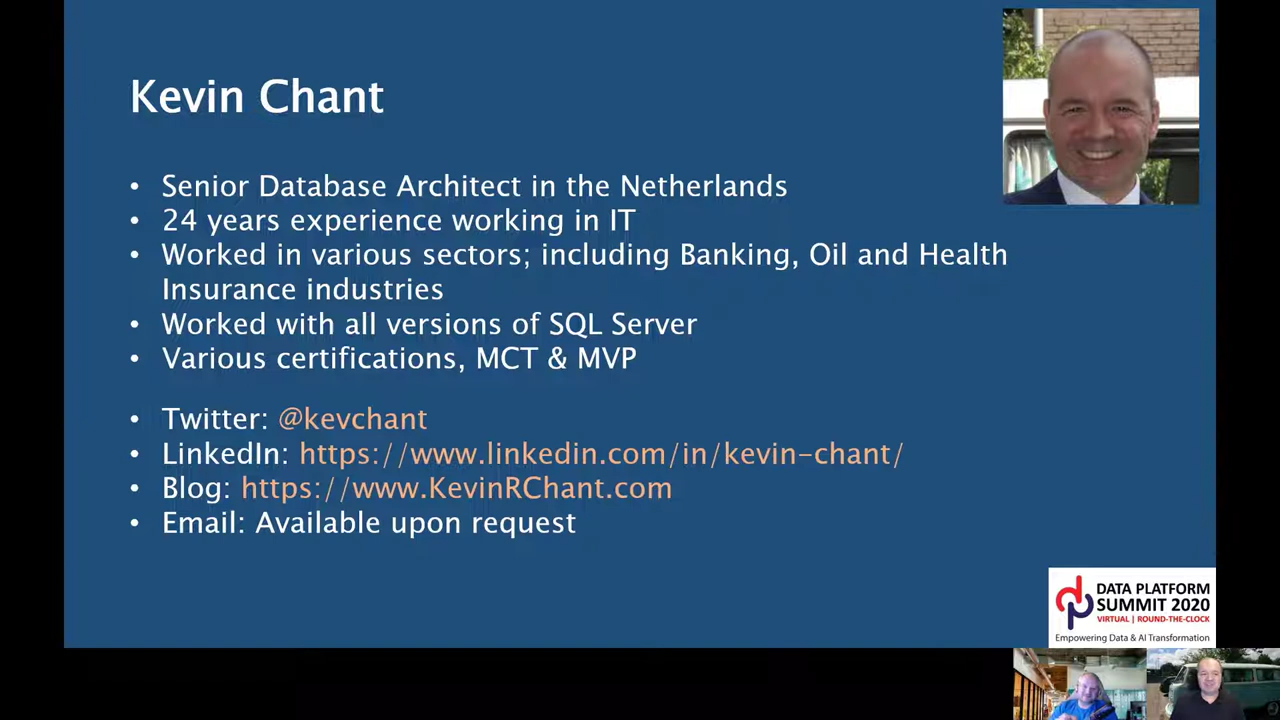 Kevin Chant
• Senior Database Architect in the Netherlands
• 24 years experience working in IT
• Worked in various sectors; including Banking, Oil and Health
Insurance industries
• Worked with all versions of SQL Server
• Various certifications, MCT & MVP
• Twitter: @kevchant
• LinkedIn: https://www.linkedin.com/in/kevin-chant/
• Blog: https://www.KevinRChant.com
• Email: Available upon request
dp
DATA PLATFORM
SUMMIT 2020
VIRTUAL | ROUND-THE-CLOCK
Empowering Data & AI Transformation